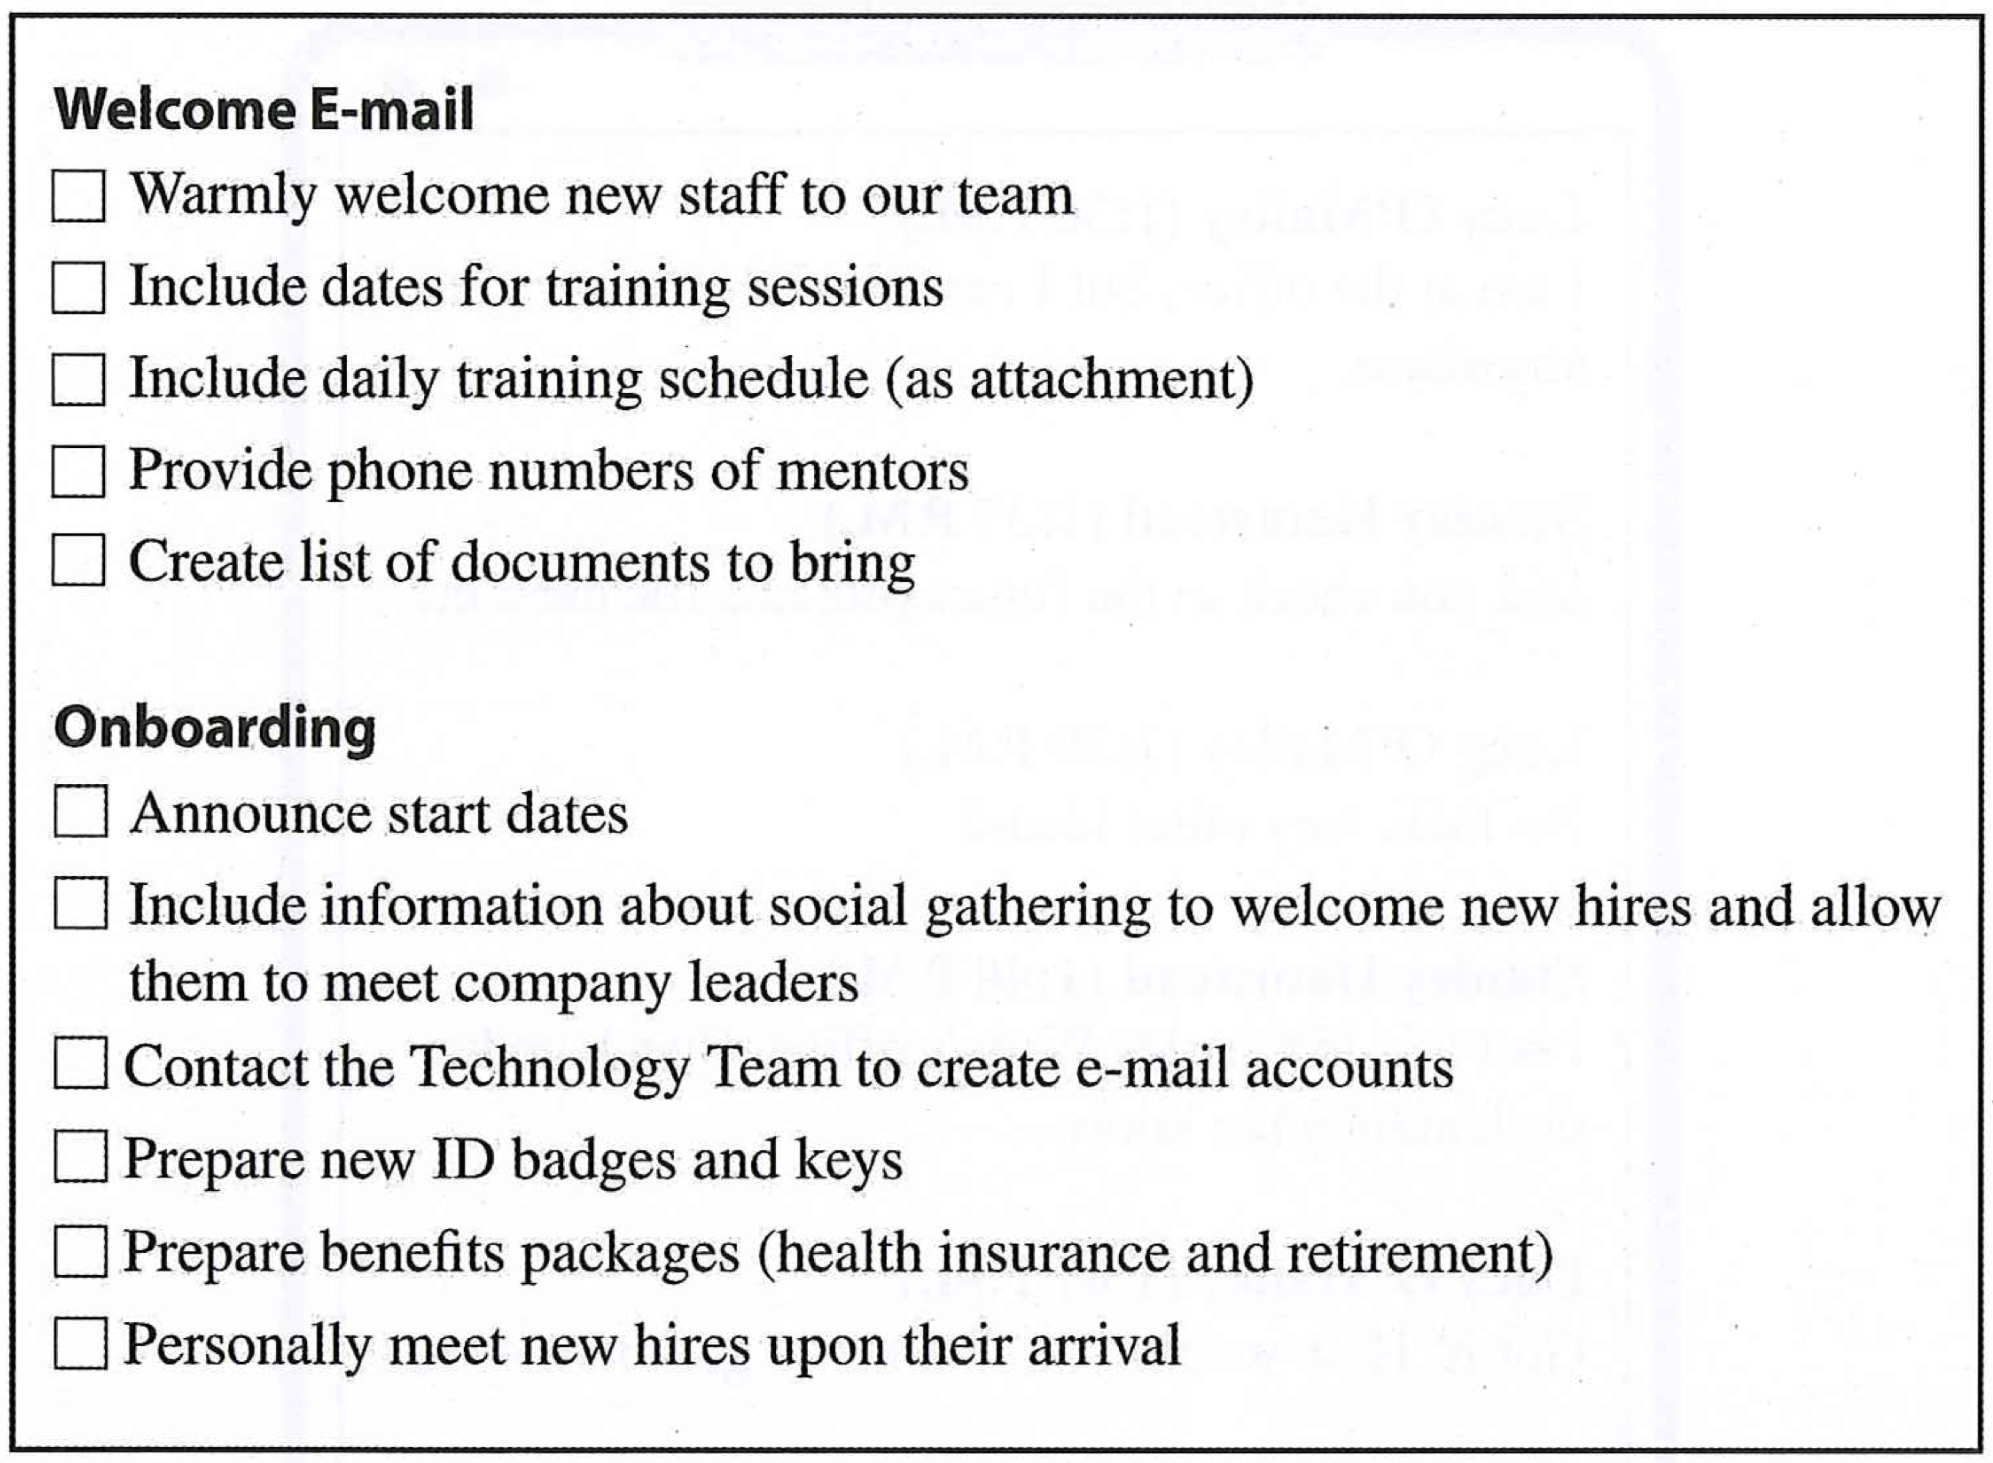 Welcome E-mail
☐ Warmly welcome new staff to our team
☐ Include dates for training sessions
☐ Include daily training schedule (as attachment)
☐ Provide phone numbers of mentors
☐ Create list of documents to bring
Onboarding
☐ Announce start dates
☐ Include information about social gathering to welcome new hires and allow
them to meet company leaders
☐ Contact the Technology Team to create e-mail accounts
☐ Prepare new ID badges and keys
☐ Prepare benefits packages (health insurance and retirement)
☐ Personally meet new hires upon their arrival